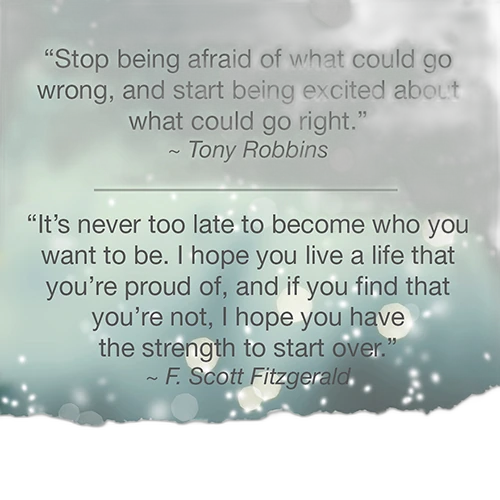 “Stop being afraid of what could go
wrong, and start being excited about
what could go right.”
~ Tony Robbins
“It’s never too late to become who you
want to be. I hope you live a life that
you’re proud of, and if you find that
you’re not, I hope you have
the strength to start over.”
~ F. Scott Fitzgerald